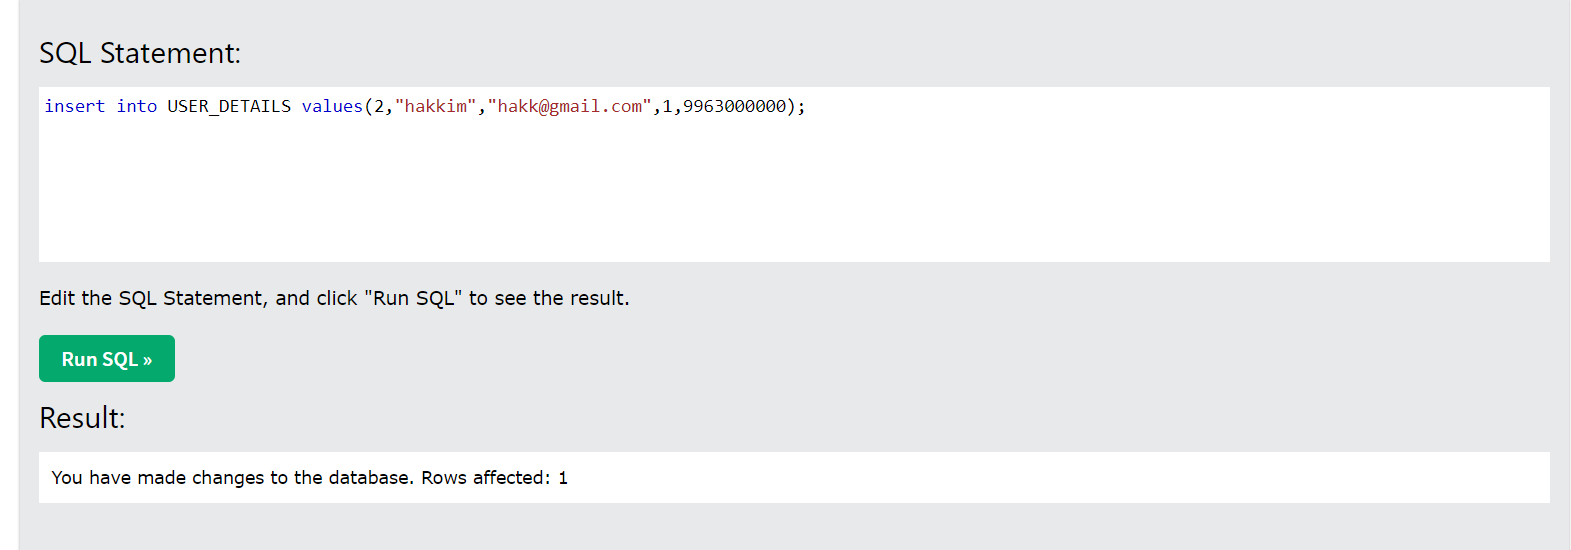 SQL Statement:
insert into USER_DETAILS values(2,"hakkim","hakk@gmail.com",1,9963000000);
Edit the SQL Statement, and click "Run SQL" to see the result.
Run SQL »
Result:
You have made changes to the database. Rows affected: 1